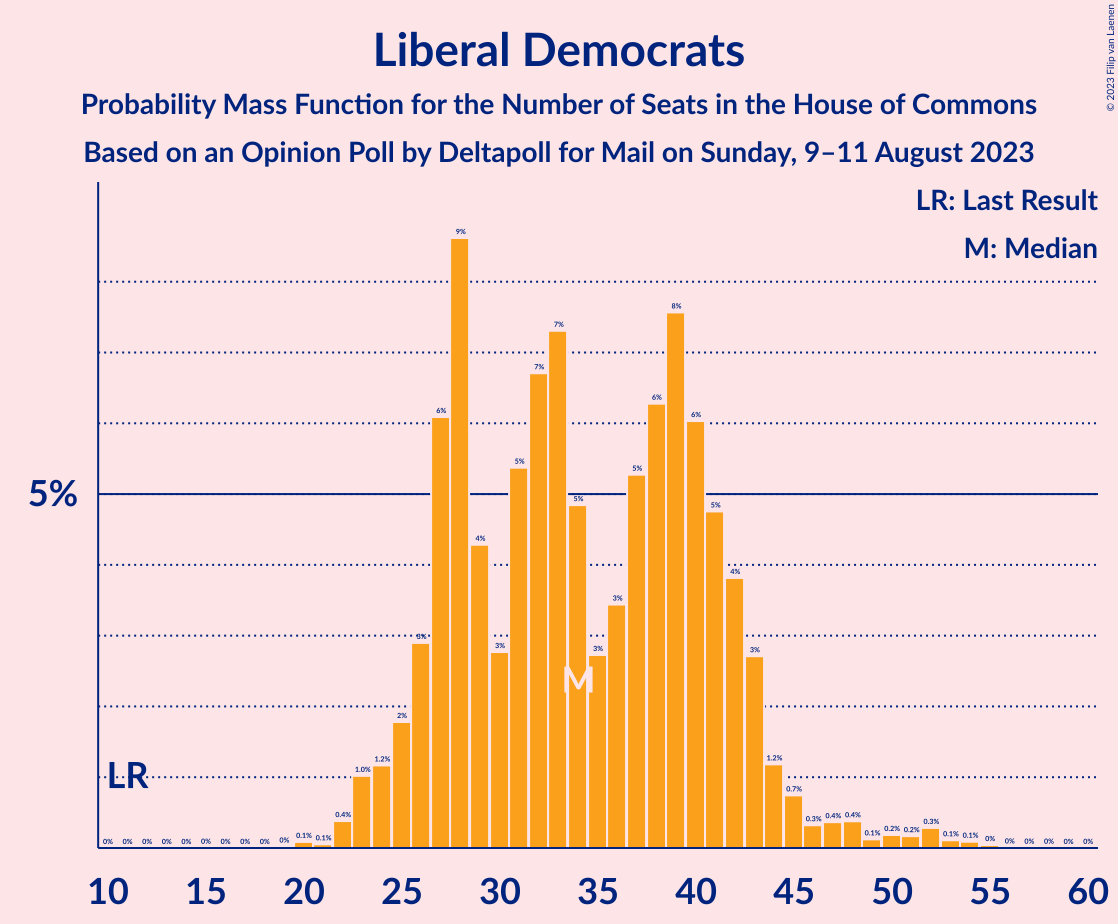 Liberal Democrats
Probability Mass Function for the Number of Seats in the House of Commons
Based on an Opinion Poll by Deltapoll for Mail on Sunday, 9–11 August 2023
© 2023 Filip van Laenen
LR: Last Result
M: Median
5%
0% 0% 0% 0% 0% 0% 0% 0% 0% 0% 0.1% 0.1% 0.4% 1.0% 1.2% 2% 3% 6% 9% 4% 3% 5% 7% 7% 5% 3% 3% 5% 6% 8% 6% 5% 4% 3% 1.2% 0.7% 0.3% 0.4% 0.4% 0.1% 0.2% 0.2% 0.3% 0.1% 0.1% 0% 0% 0% 0% 0% 0%
M
LR
10 15 20 25 30 35 40 45 50 55 60